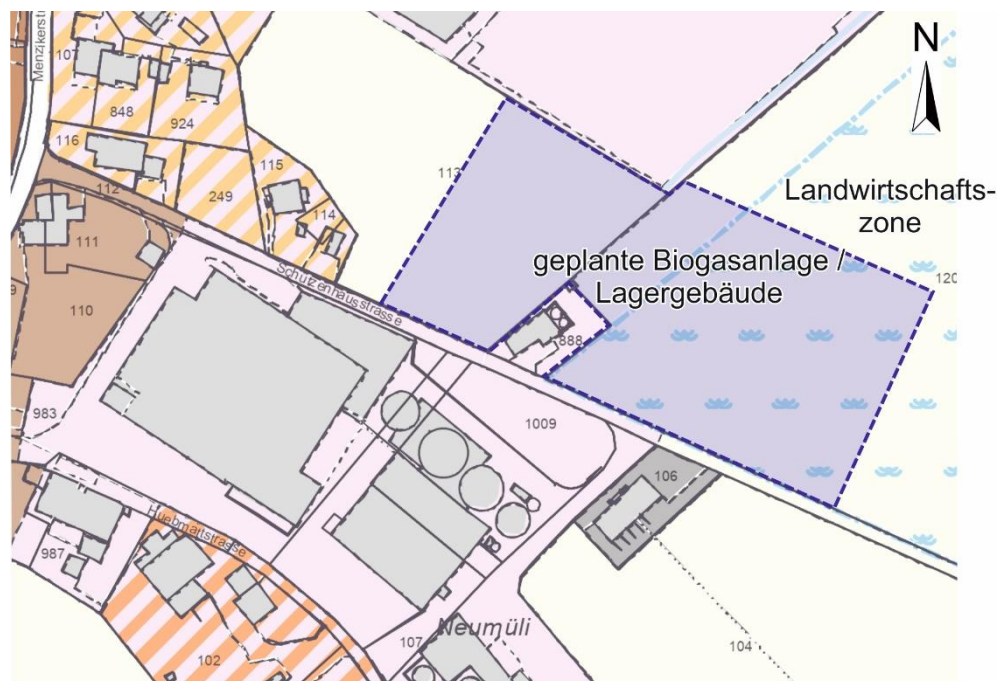 Menzikerstr
107
N
848
924
116
115
113
112
249
114
Landwirtschafts-
zone
111
geplante Biogasanlage /
Lagergebäude
120
110
Schützenhausstrasse
888
983
1009
106
Huebmattstrasse
987
Neumüli
107
104
102